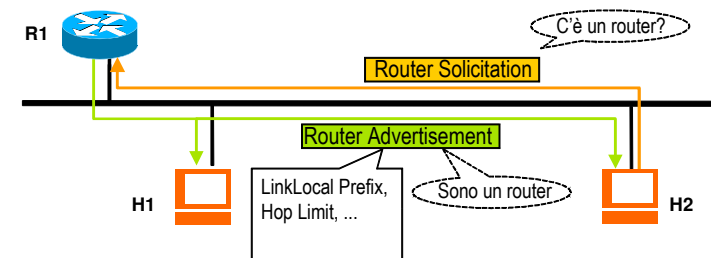 C'è un router?
R1
Router Solicitation
Router Advertisement
LinkLocal Prefix,
Hop Limit, ...
Sono un router
H1
H2